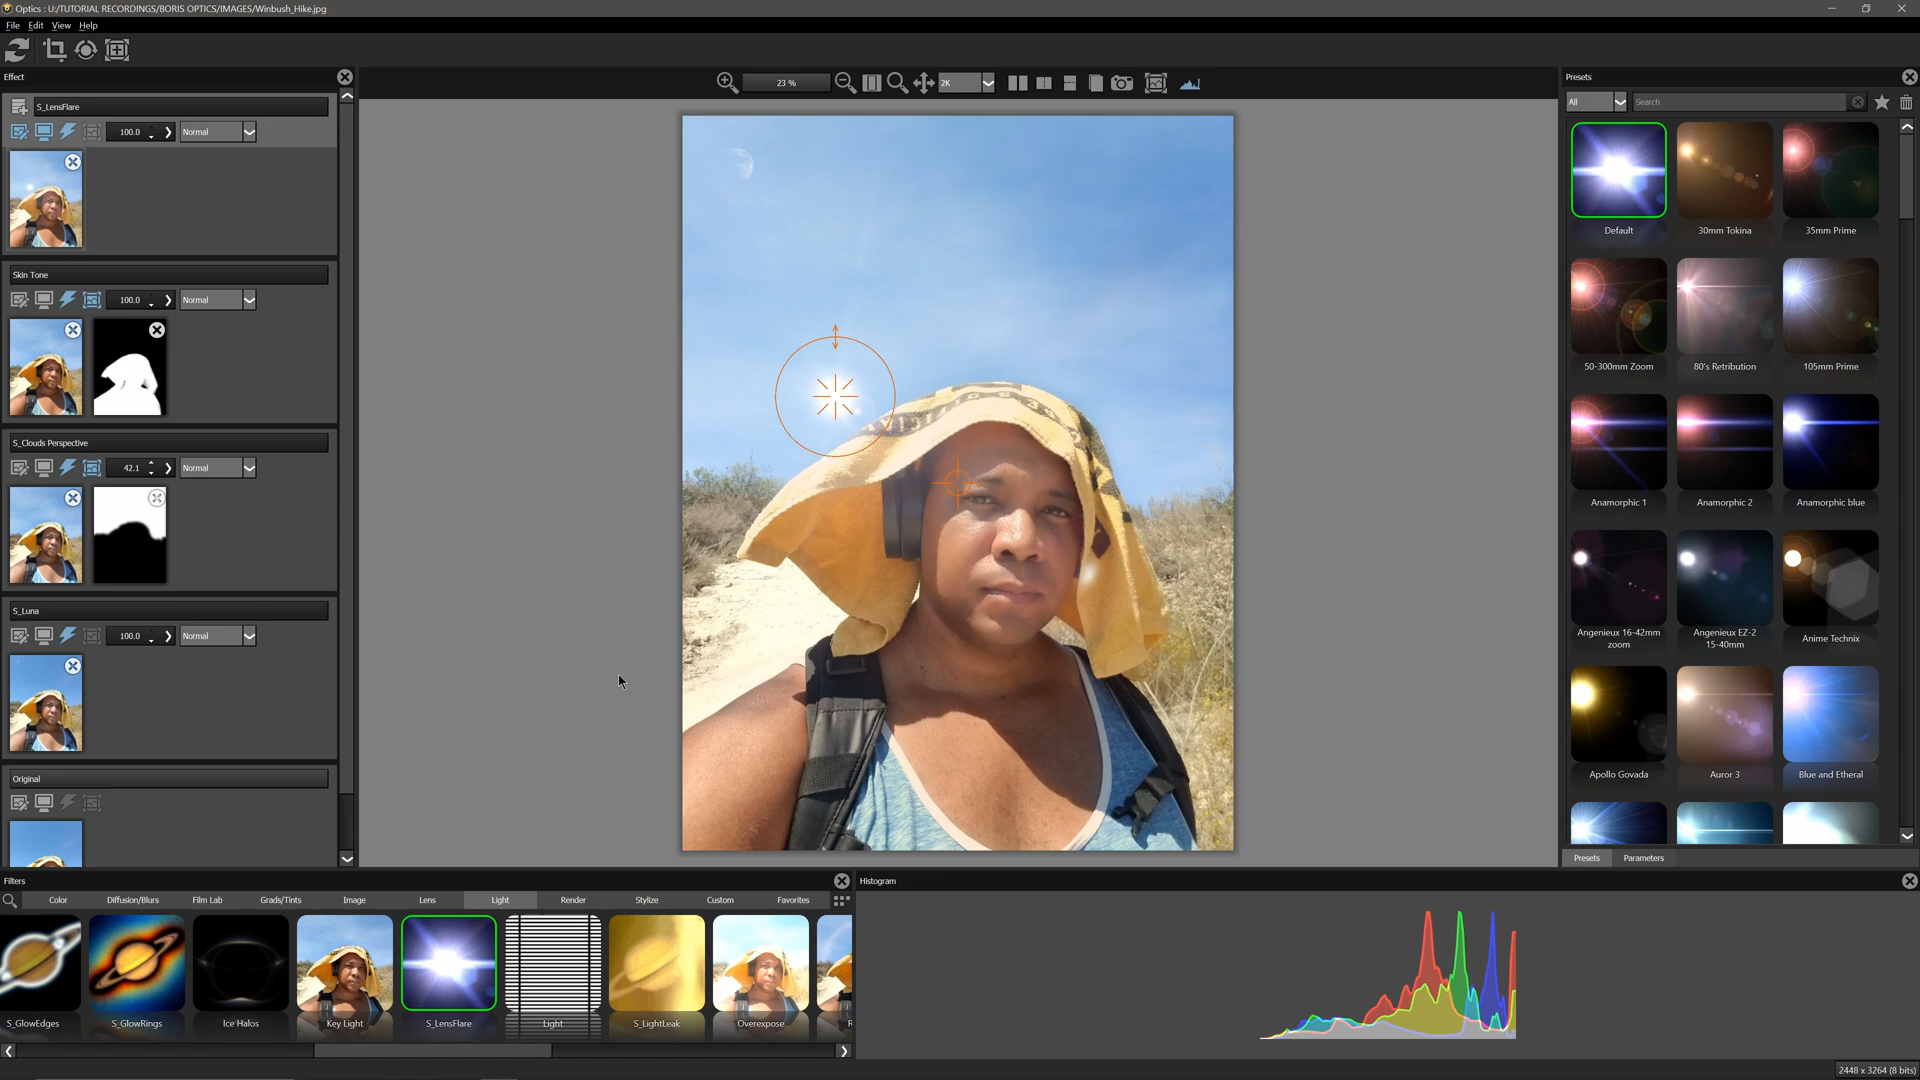 Optics : U:/TUTORIAL RECORDINGS/BORIS OPTICS/IMAGES/Winbush_Hike.jpg
File Edit View Help
Effect
S_LensFlare
100.0 Normal
Skin Tone
100.0 Normal
S_Clouds Perspective
42.1 Normal
S_Luna
100.0 Normal
Original
23 %
2K
Presets
All Search
Default 30mm Tokina 35mm Prime
50-300mm Zoom 80's Retribution 105mm Prime
Anamorphic 1 Anamorphic 2 Anamorphic blue
Angenieux 16-42mm zoom Angenieux EZ-2 15-40mm Anime Technix
Apollo Govada Auror 3 Blue and Etheral
Presets Parameters
Filters
Color Diffusion/Blurs Film Lab Grads/Tints Image Lens Light Render Stylize Custom Favorites
S_GlowEdges S_GlowRings Ice Halos Key Light S_LensFlare Light S_LightLeak Overexpose
Histogram
2448 x 3264 (8 bits)